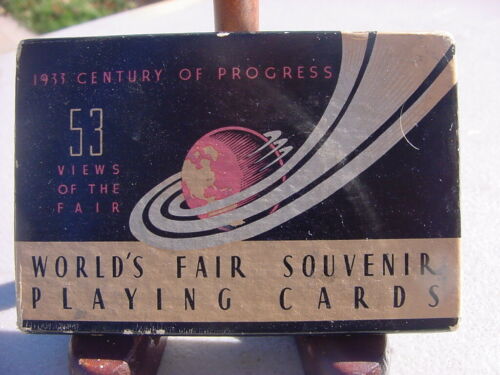 1933 CENTURY OF PROGRESS
53
VIEWS
OF THE
FAIR
WORLD'S FAIR SOUVENIR
PLAYING CARDS